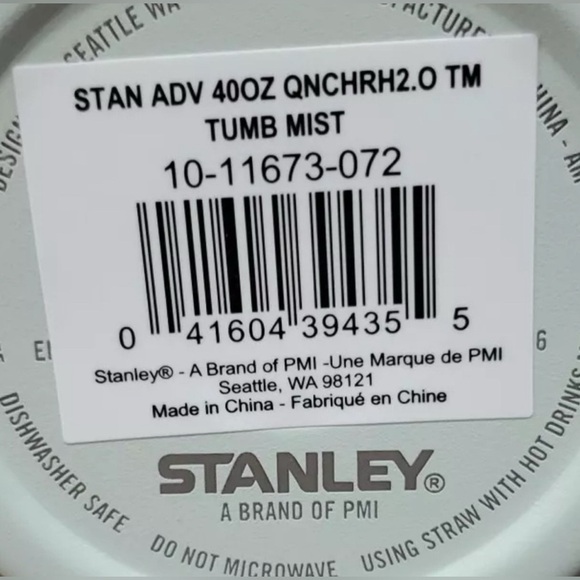 SEATTLE WA
STAN ADV 40OZ QNCHRH2.O TM
TUMB MIST
10-11673-072
0 41604 39435 5
Stanley® - A Brand of PMI -Une Marque de PMI
Seattle, WA 98121
Made in China - Fabriqué en Chine
STANLEY®
A BRAND OF PMI
DISHWASHER SAFE
DO NOT MICROWAVE
USING STRAW WITH HOT DRINKS